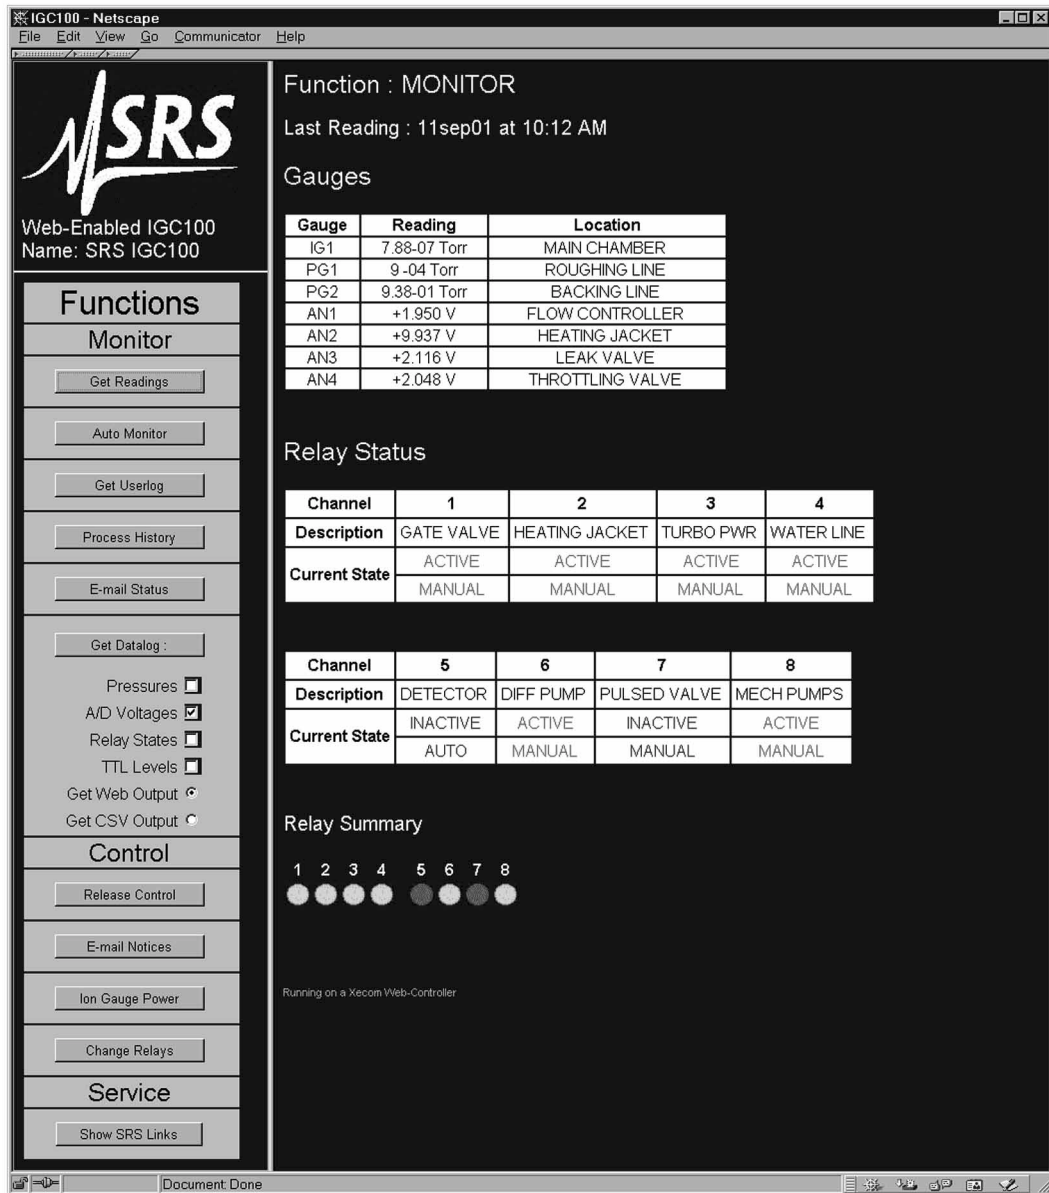 IGC100 - Netscape
File Edit View Go Communicator Help
SRS
Web-Enabled IGC100
Name: SRS IGC100
Functions
Monitor
Get Readings
Auto Monitor
Get Userlog
Process History
E-mail Status
Get Datalog :
Pressures
A/D Voltages
Relay States
TTL Levels
Get Web Output
Get CSV Output
Control
Release Control
E-mail Notices
Ion Gauge Power
Change Relays
Service
Show SRS Links
Function : MONITOR
Last Reading : 11sep01 at 10:12 AM
Gauges
Gauge Reading Location
IG1 7.88-07 Torr MAIN CHAMBER
PG1 9 -04 Torr ROUGHING LINE
PG2 9.38-01 Torr BACKING LINE
AN1 +1.950 V FLOW CONTROLLER
AN2 +9.937 V HEATING JACKET
AN3 +2.116 V LEAK VALVE
AN4 +2.048 V THROTTLING VALVE
Relay Status
Channel 1 2 3 4
Description GATE VALVE HEATING JACKET TURBO PWR WATER LINE
Current State ACTIVE ACTIVE ACTIVE ACTIVE
MANUAL MANUAL MANUAL MANUAL
Channel 5 6 7 8
Description DETECTOR DIFF PUMP PULSED VALVE MECH PUMPS
Current State INACTIVE ACTIVE INACTIVE ACTIVE
AUTO MANUAL MANUAL MANUAL
Relay Summary
1 2 3 4 5 6 7 8
Running on a Xecom Web-Controller
Document: Done